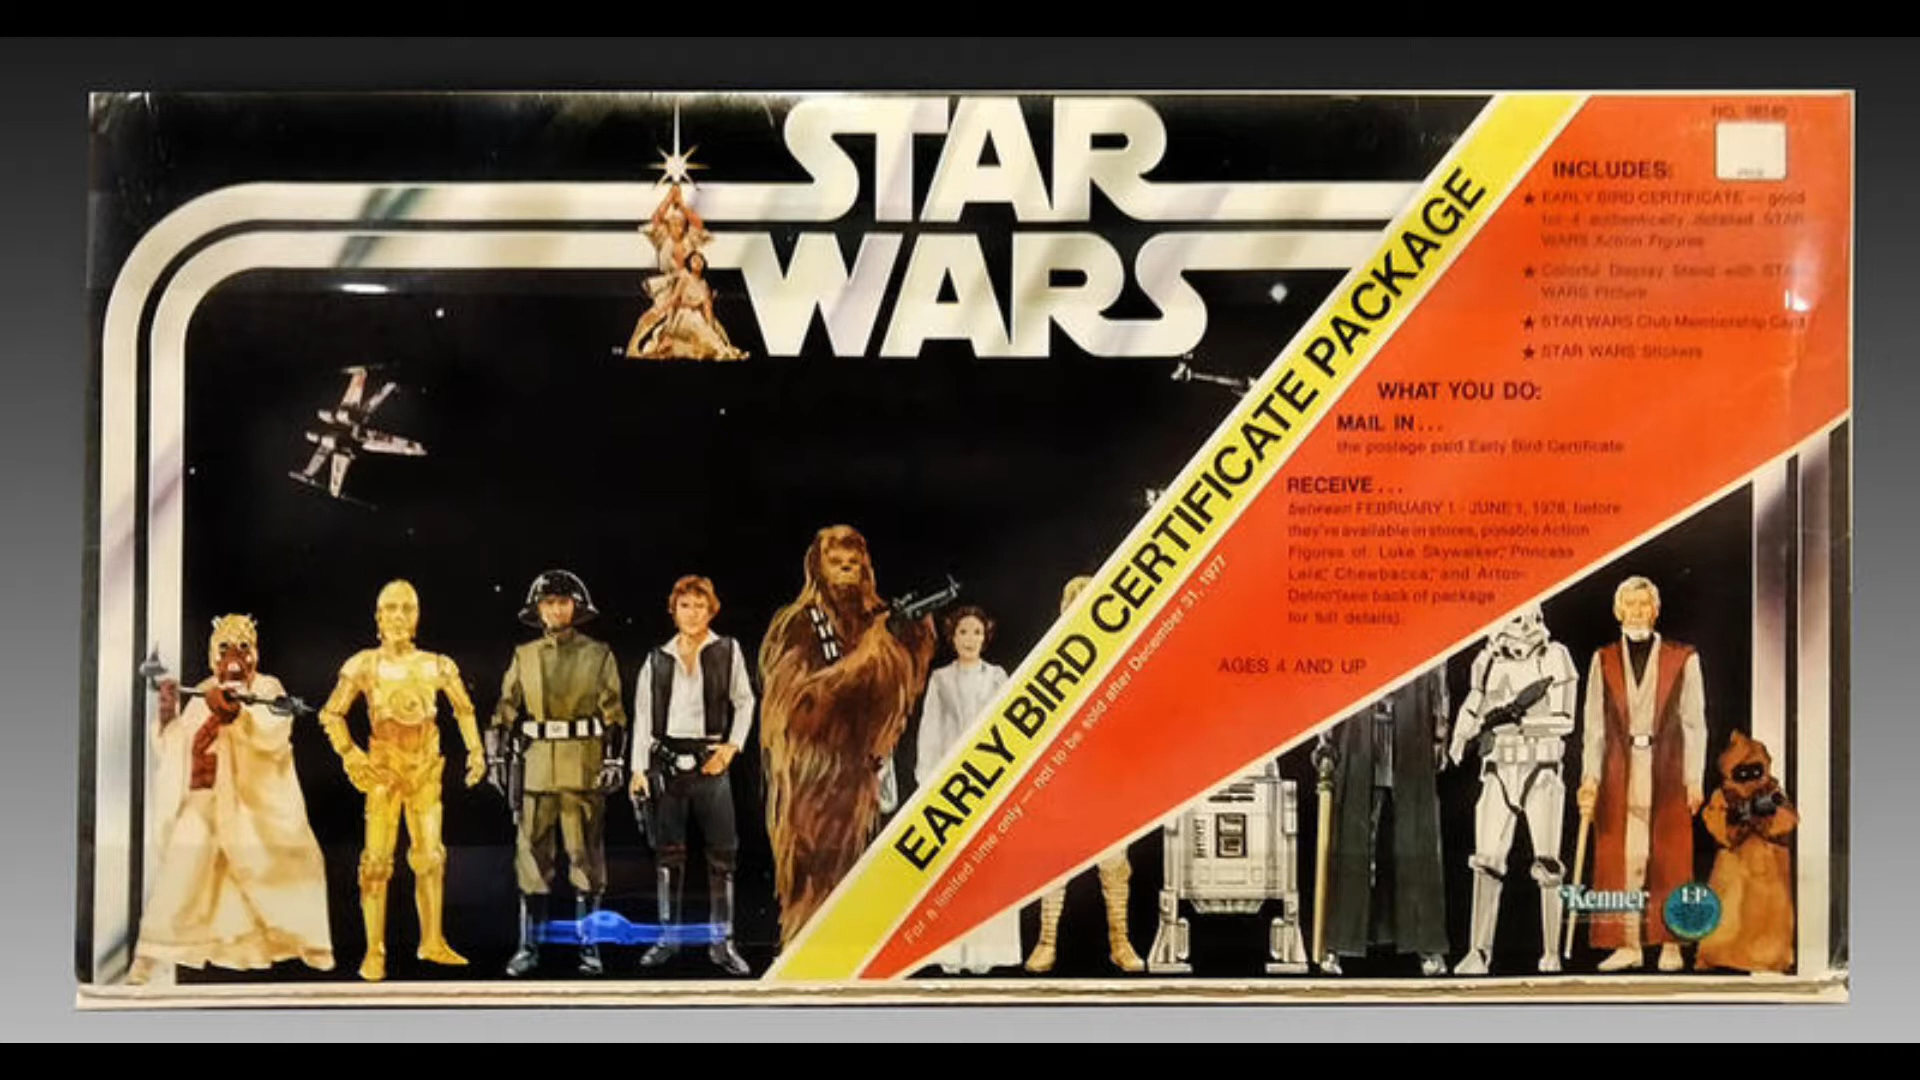 STAR
WARS
EARLY BIRD CERTIFICATE PACKAGE
For a limited time only — not to be sold after December 31, 1977
INCLUDES:
★ EARLY BIRD CERTIFICATE — good
for 4 authentically detailed STAR
WARS Action Figures
★ Colorful Display Stand with STAR
WARS Picture
★ STAR WARS Club Membership Card
★ STAR WARS Stickers
WHAT YOU DO:
MAIL IN...
the postage paid Early Bird Certificate
RECEIVE...
between FEBRUARY 1 - JUNE 1, 1978, before
they're available in stores, posable Action
Figures of: Luke Skywalker, Princess
Leia, Chewbacca, and Artoo-
Detoo (see back of package
for full details).
AGES 4 AND UP
Kenner